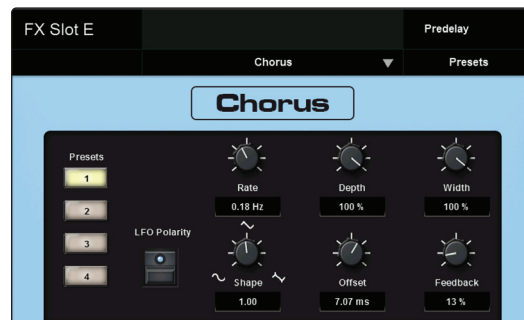 FX Slot E
Predelay
Chorus
Presets
Chorus
Presets
1
2
3
4
LFO Polarity
Rate
0.18 Hz
Depth
100 %
Width
100 %
Shape
1.00
Offset
7.07 ms
Feedback
13 %